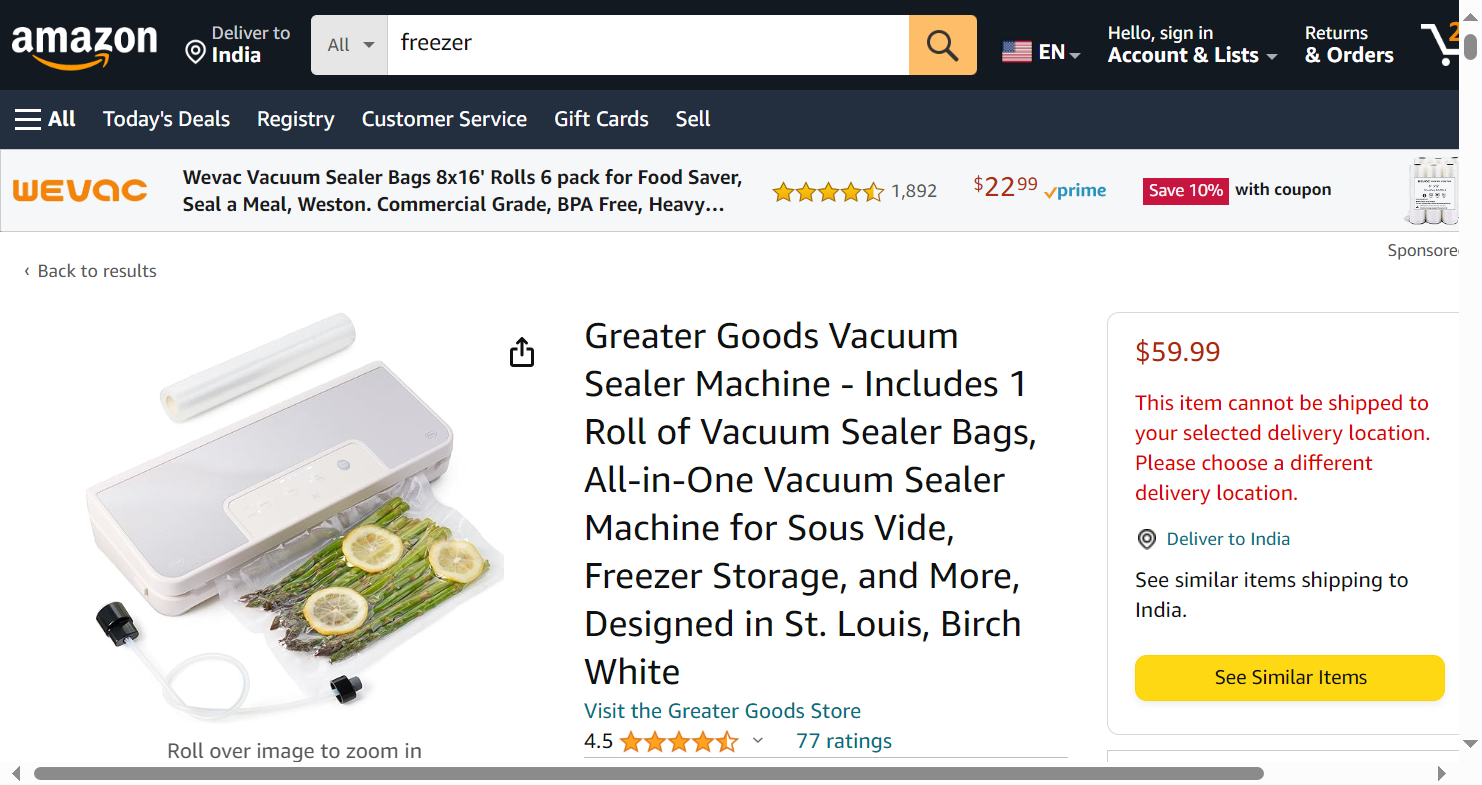 amazon
Deliver to
India
All
freezer
EN
Hello, sign in
Account & Lists
Returns
& Orders
2
All
Today's Deals
Registry
Customer Service
Gift Cards
Sell
WEVAC
Wevac Vacuum Sealer Bags 8x16' Rolls 6 pack for Food Saver,
Seal a Meal, Weston. Commercial Grade, BPA Free, Heavy…
1,892
$2299
prime
Save 10% with coupon
Sponsore
‹ Back to results
Greater Goods Vacuum
Sealer Machine - Includes 1
Roll of Vacuum Sealer Bags,
All-in-One Vacuum Sealer
Machine for Sous Vide,
Freezer Storage, and More,
Designed in St. Louis, Birch
White
Visit the Greater Goods Store
4.5
77 ratings
Roll over image to zoom in
$59.99
This item cannot be shipped to
your selected delivery location.
Please choose a different
delivery location.
Deliver to India
See similar items shipping to
India.
See Similar Items